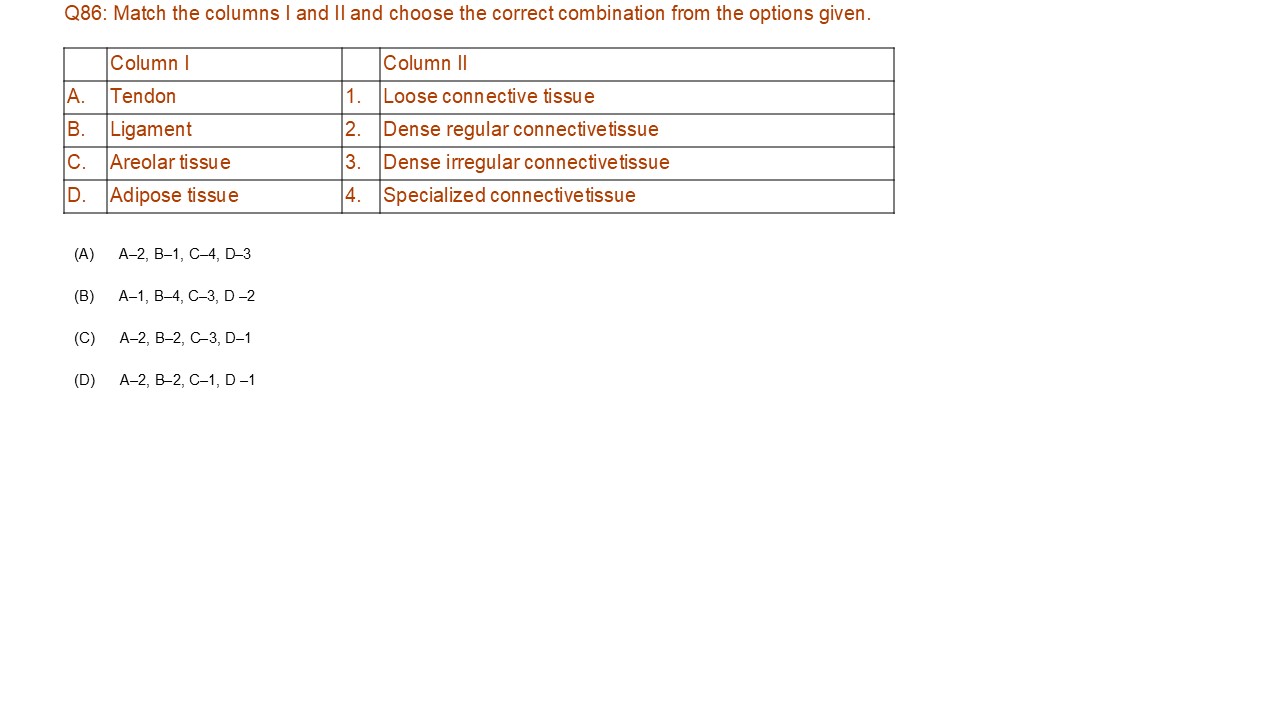 Q86: Match the columns I and II and choose the correct combination from the options given.
Column I Column II
A. Tendon 1. Loose connective tissue
B. Ligament 2. Dense regular connectivetissue
C. Areolar tissue 3. Dense irregular connectivetissue
D. Adipose tissue 4. Specialized connectivetissue
(A) A–2, B–1, C–4, D–3
(B) A–1, B–4, C–3, D –2
(C) A–2, B–2, C–3, D–1
(D) A–2, B–2, C–1, D –1